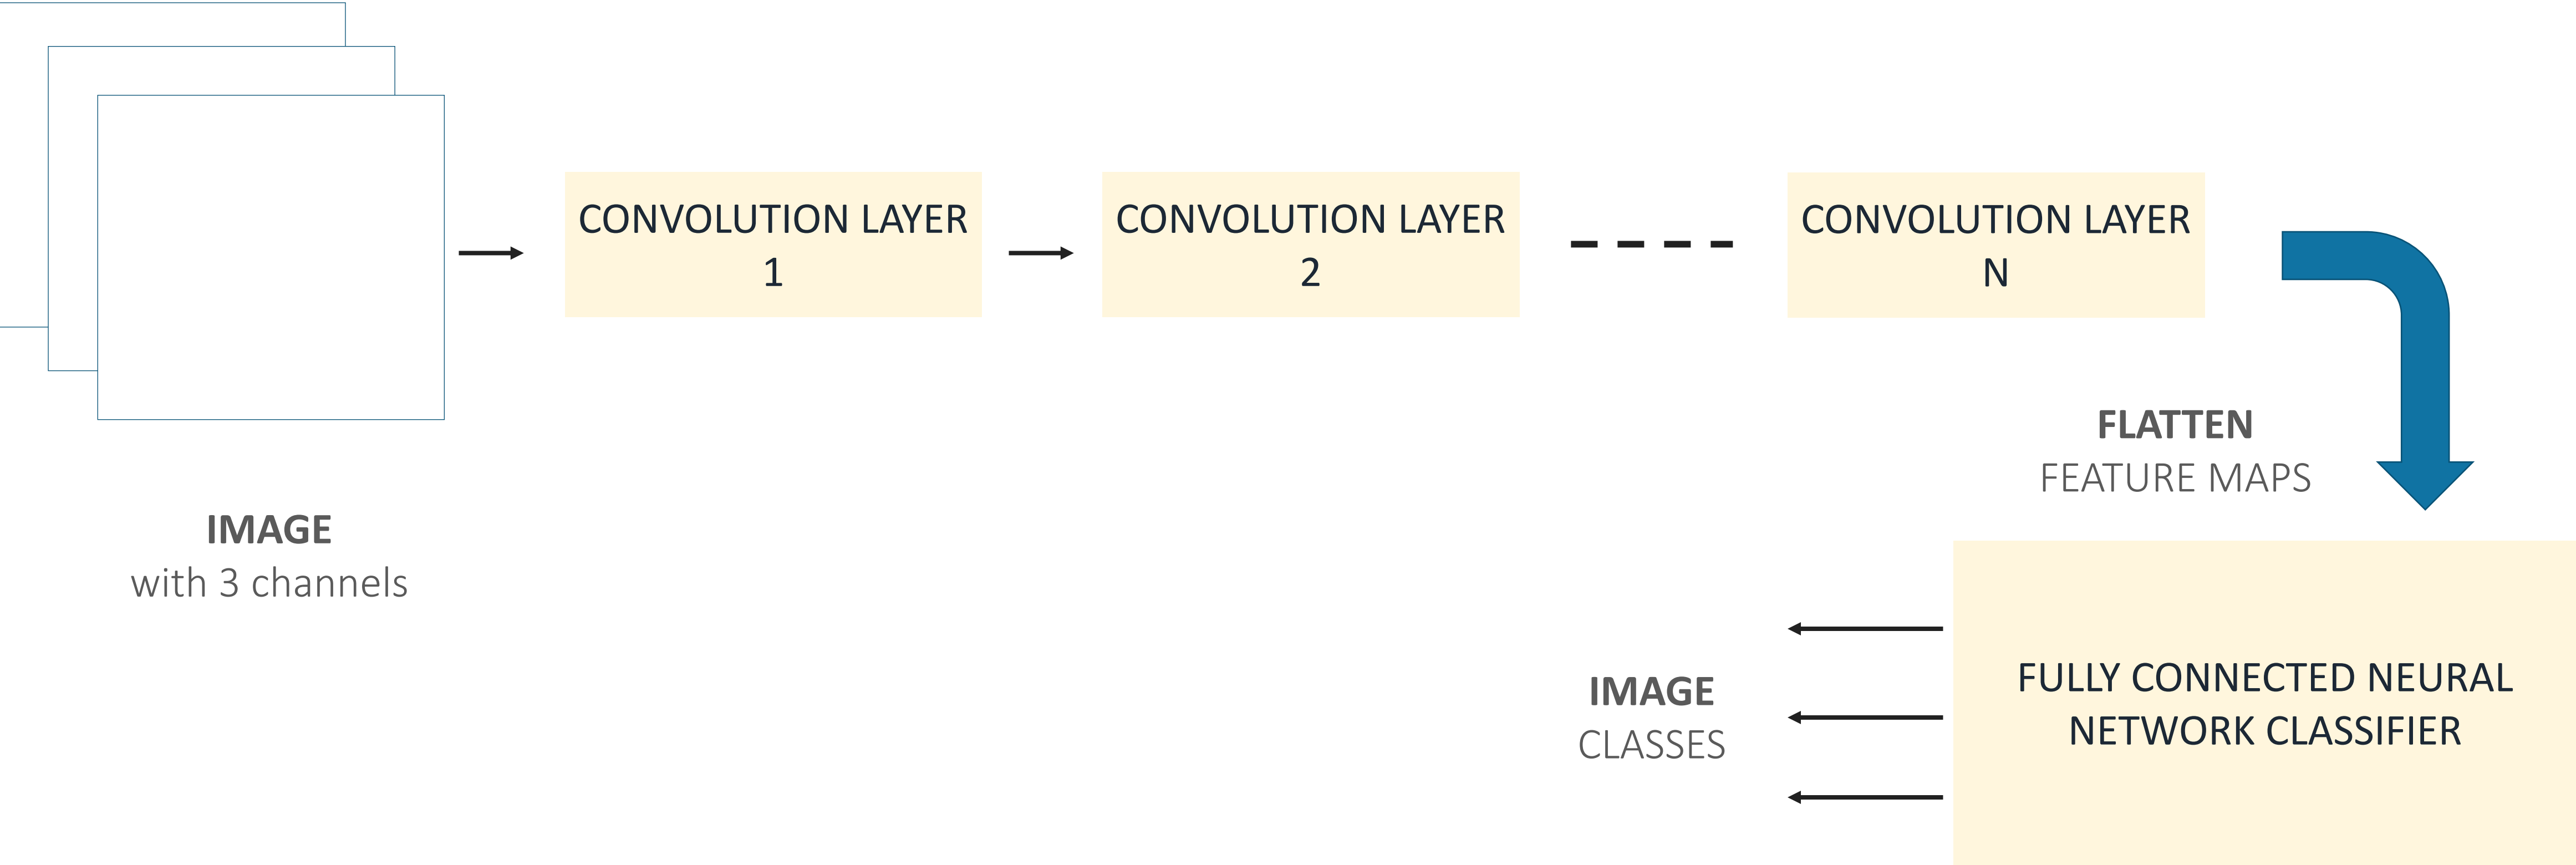 CONVOLUTION LAYER
1
CONVOLUTION LAYER
2
CONVOLUTION LAYER
N
FLATTEN
FEATURE MAPS
IMAGE
with 3 channels
IMAGE
CLASSES
FULLY CONNECTED NEURAL
NETWORK CLASSIFIER